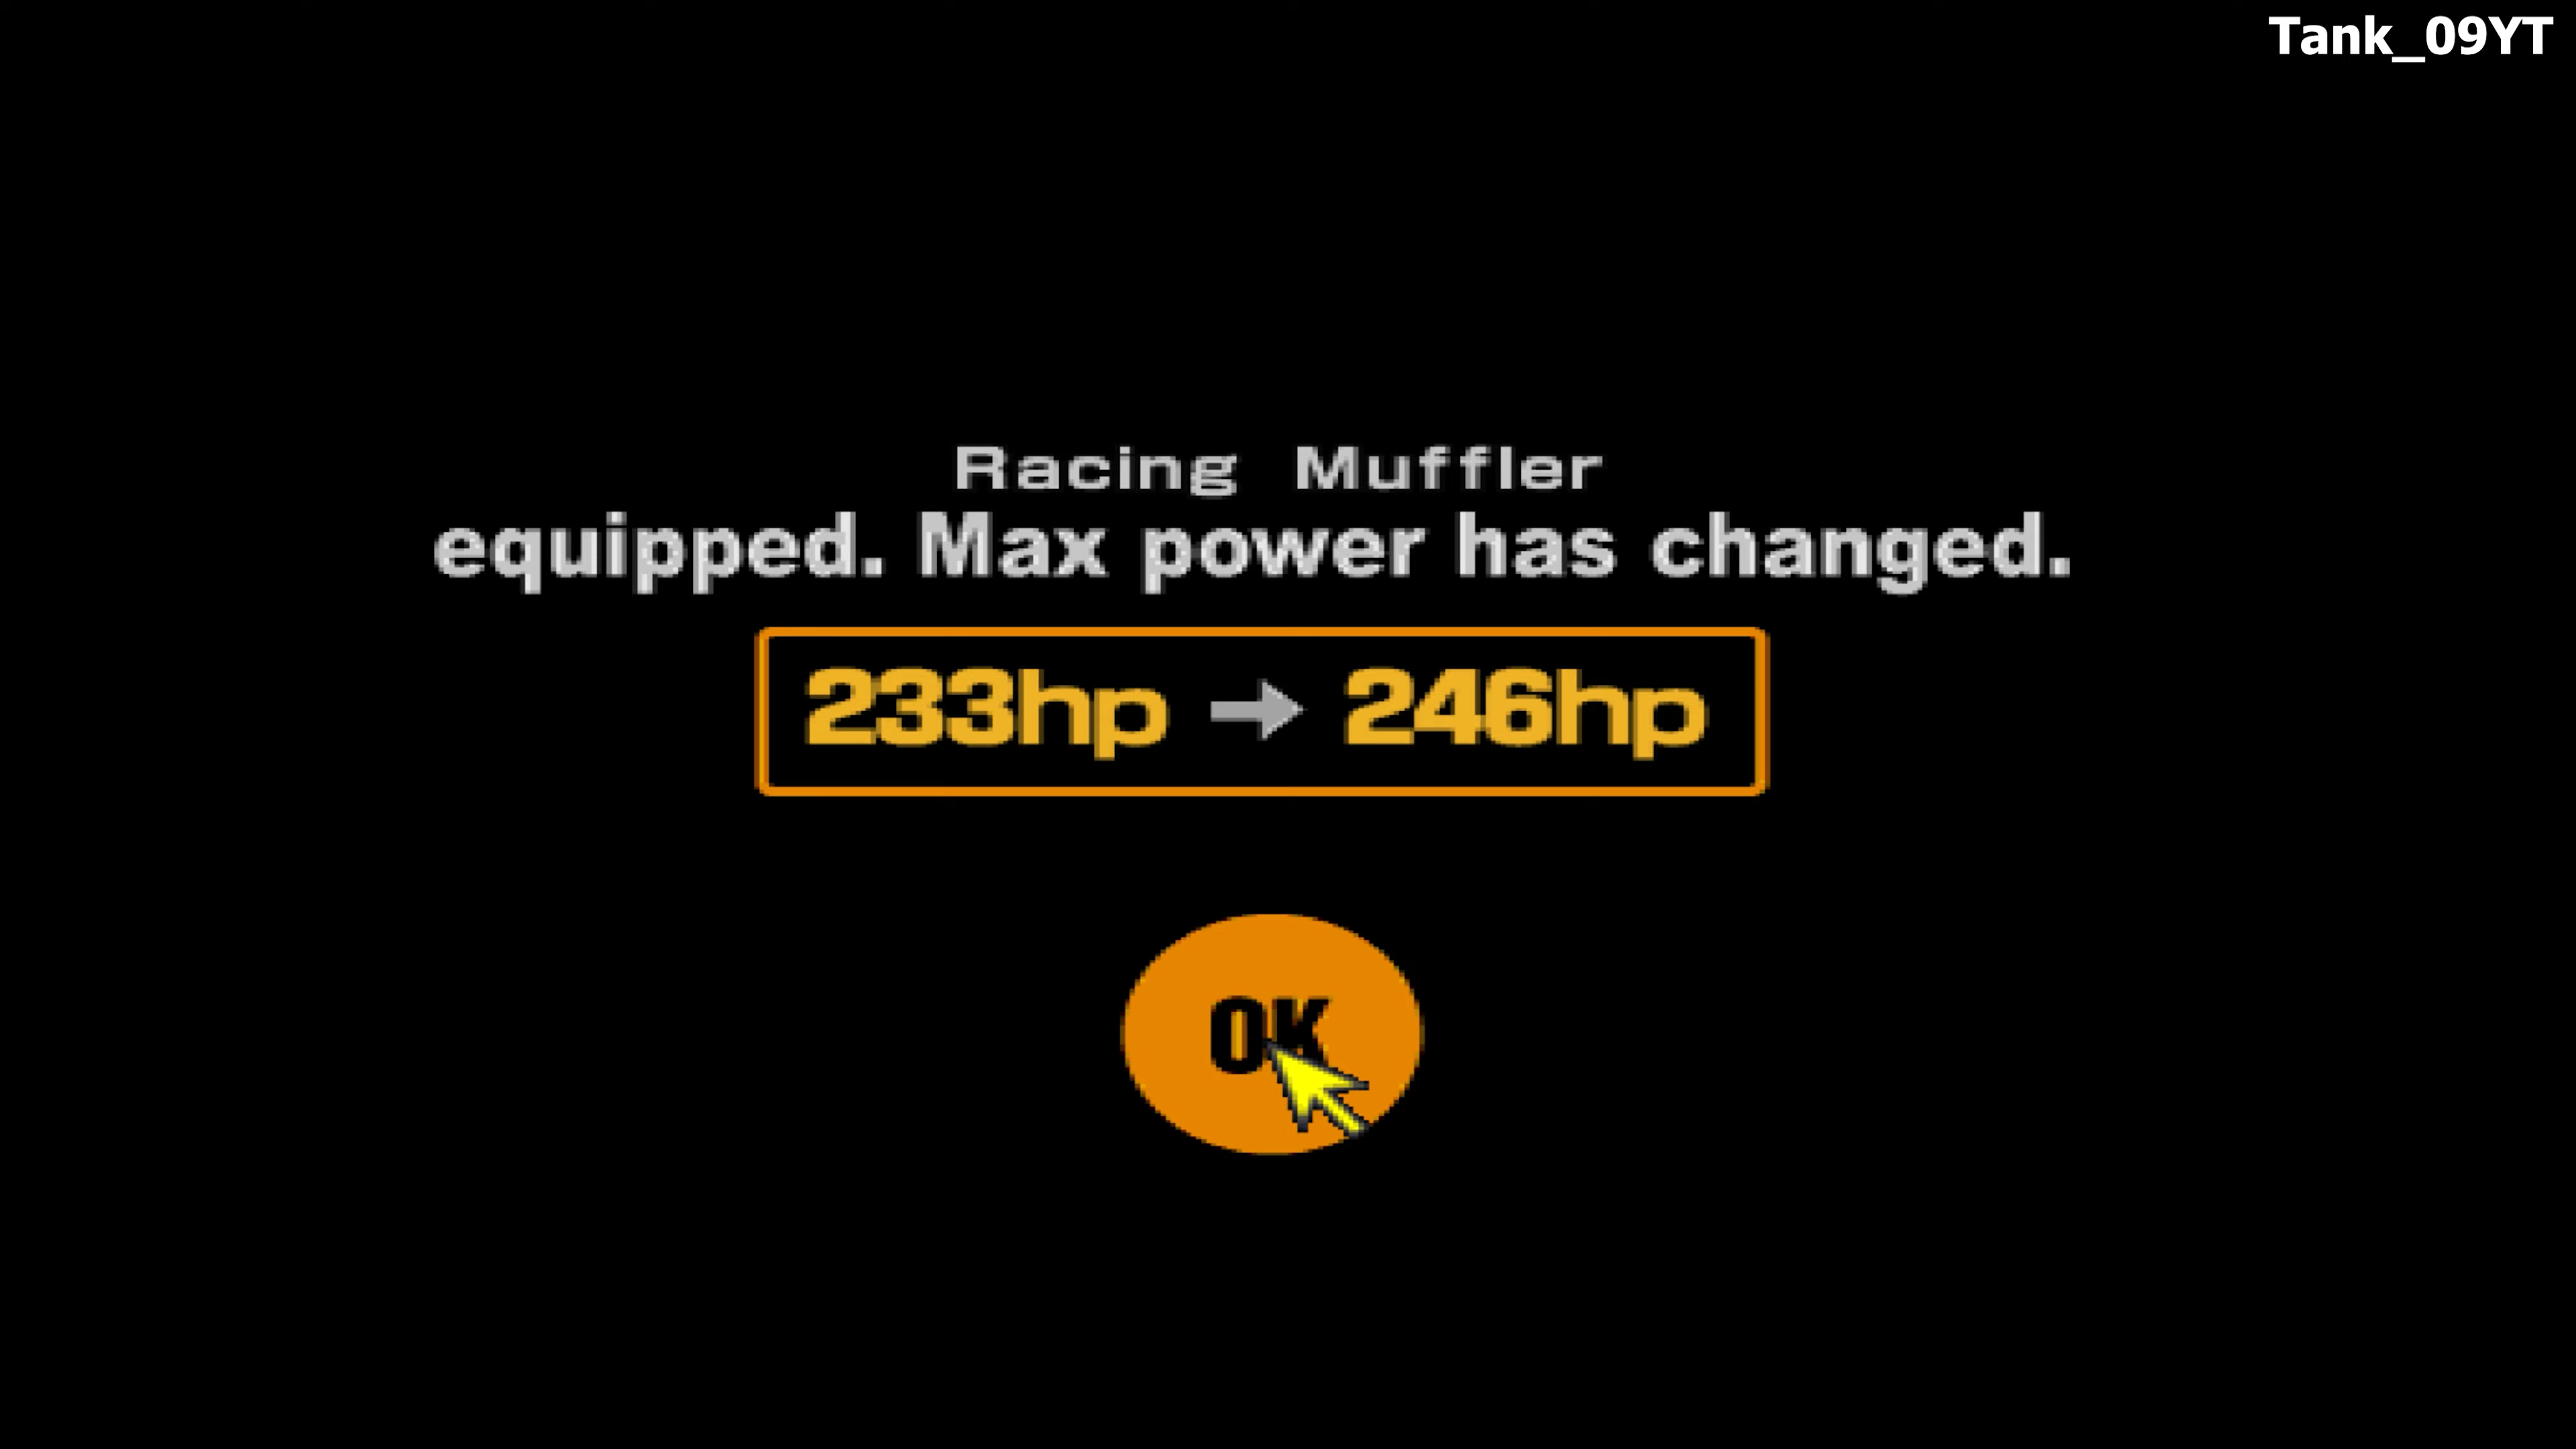 Tank_09YT
Racing Muffler
equipped. Max power has changed.
233hp → 246hp
OK